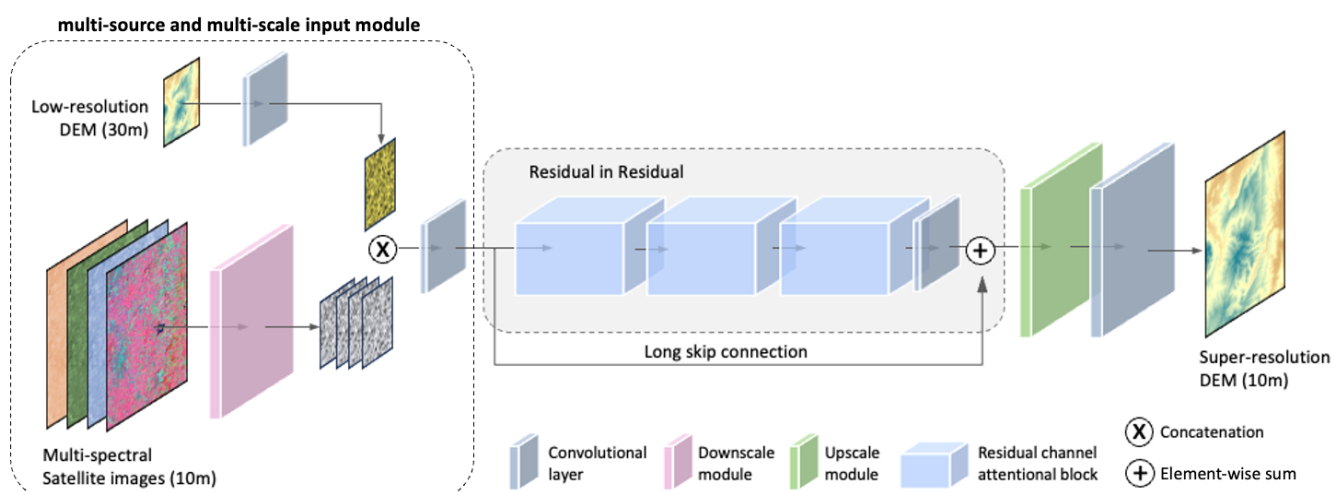 multi-source and multi-scale input module
Low-resolution
DEM (30m)
X
Multi-spectral
Satellite images (10m)
Residual in Residual
+
Long skip connection
Super-resolution
DEM (10m)
Convolutional
layer
Downscale
module
Upscale
module
Residual channel
attentional block
X Concatenation
+ Element-wise sum